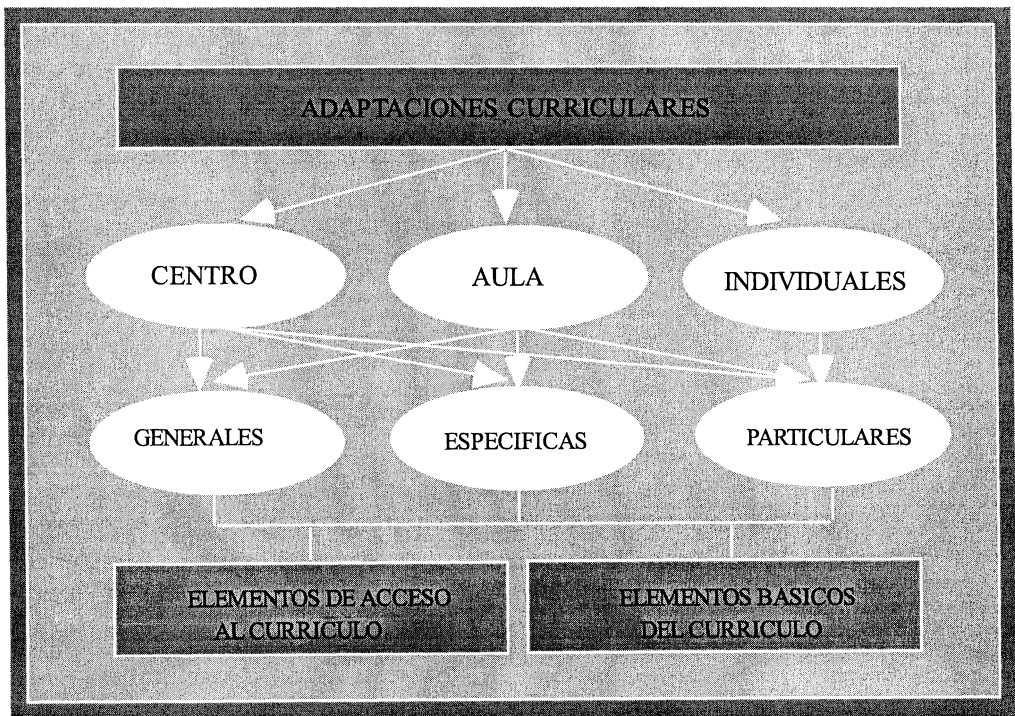 ADAPTACIONES CURRICULARES
CENTRO
AULA
INDIVIDUALES
GENERALES
ESPECIFICAS
PARTICULARES
ELEMENTOS DE ACCESO
AL CURRICULO
ELEMENTOS BASICOS
DEL CURRICULO